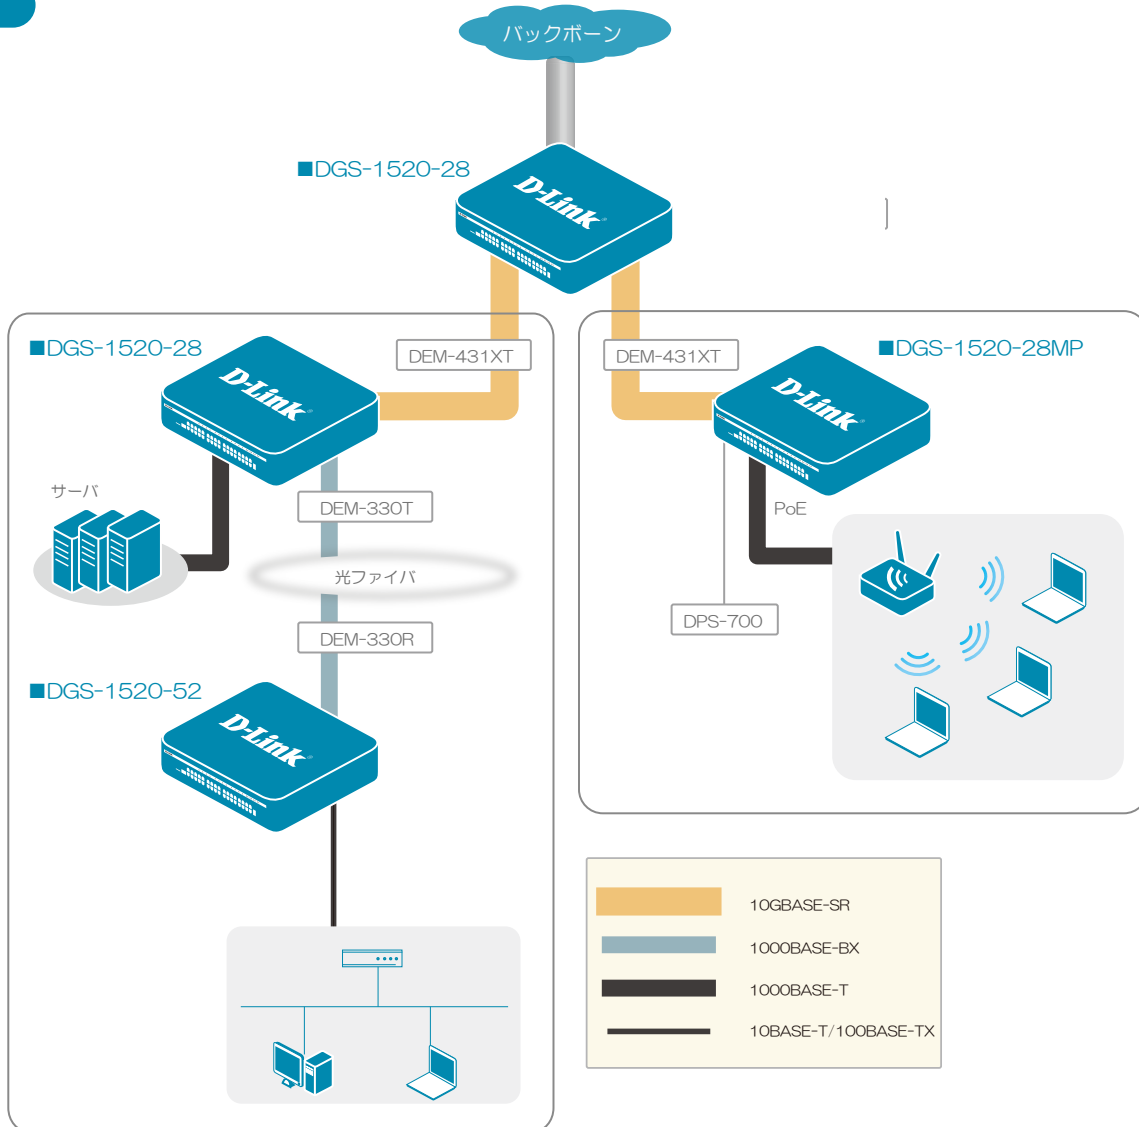 バックボーン
■DGS-1520-28
D-Link
■DGS-1520-28
DEM-431XT
DEM-431XT
■DGS-1520-28MP
D-Link
D-Link
サーバ
DEM-330T
PoE
光ファイバ
DPS-700
DEM-330R
■DGS-1520-52
D-Link
10GBASE-SR
1000BASE-BX
1000BASE-T
10BASE-T/100BASE-TX